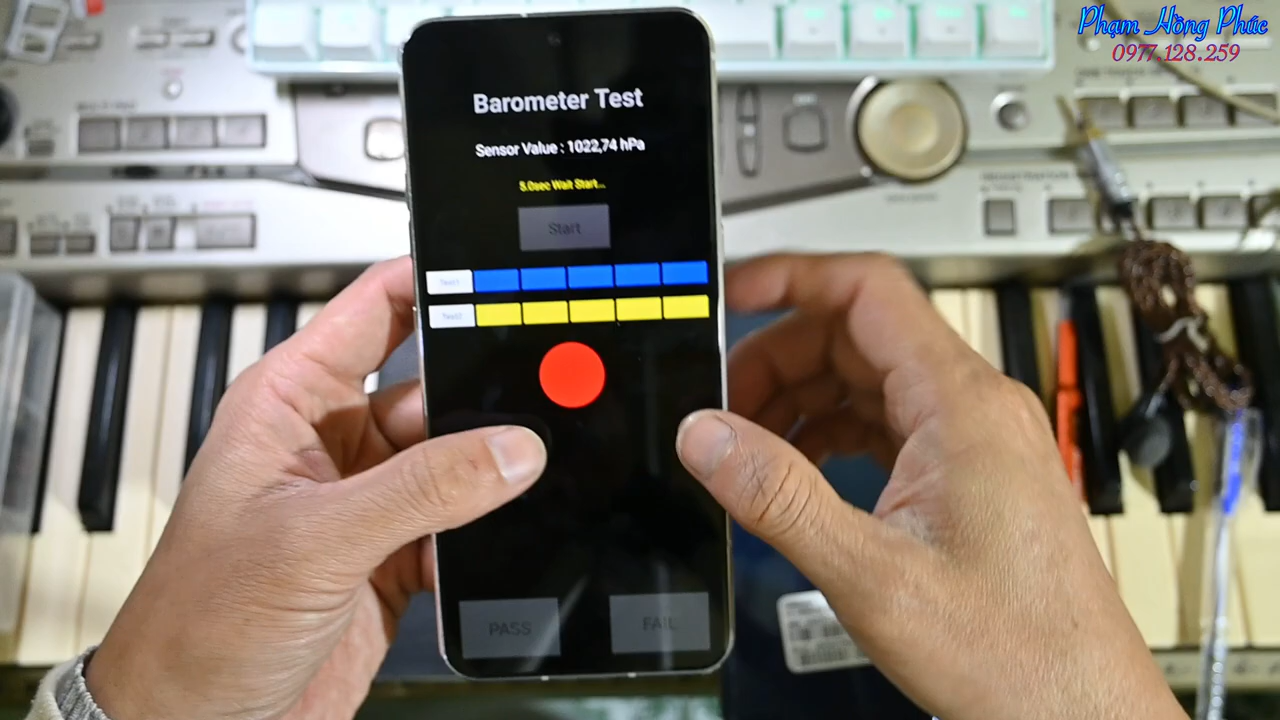 Phạm Hồng Phúc
0977.128.259
Barometer Test
Sensor Value : 1022,74 hPa
5.0sec Wait Start...
Start
Test1
Test2
PASS
FAIL